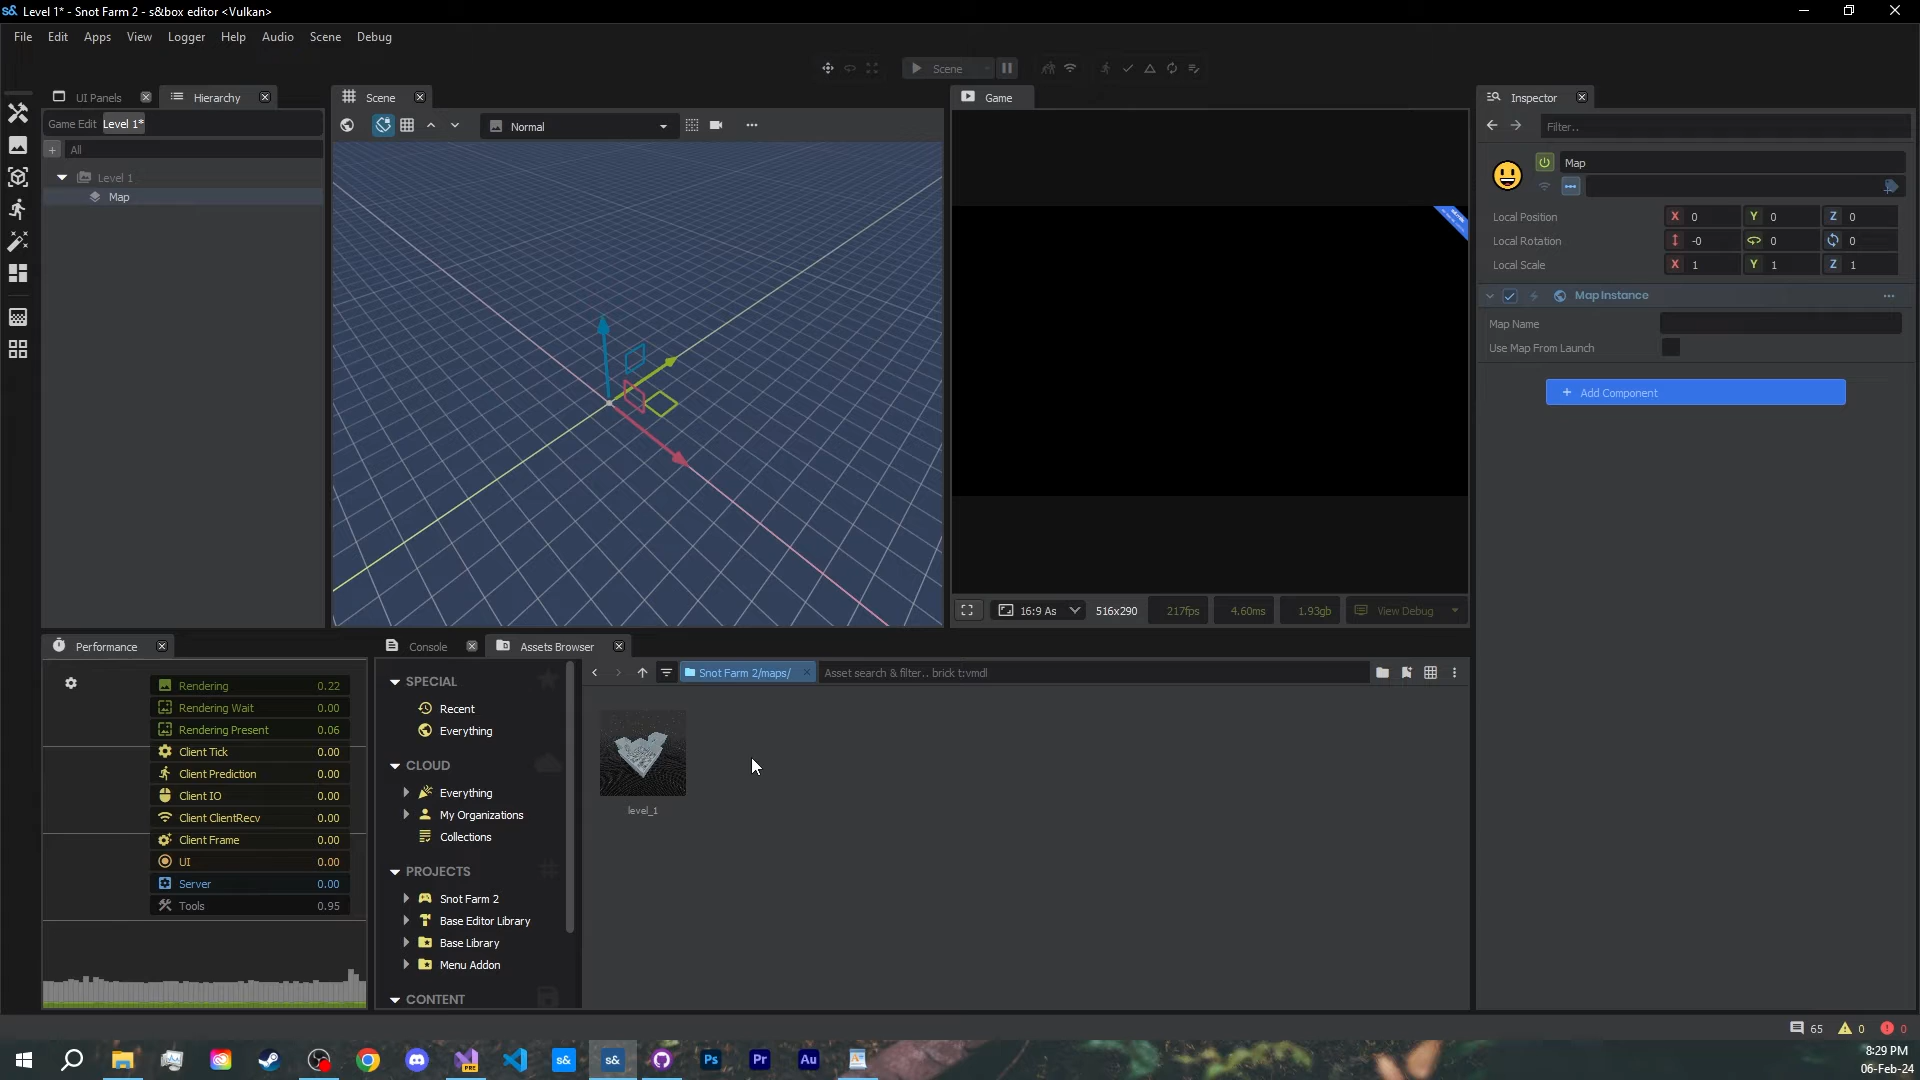 Level 1* - Snot Farm 2 - s&box editor <Vulkan>
File Edit Apps View Logger Help Audio Scene Debug
Scene
UI Panels Hierarchy
Game Edit Level 1*
All
Level 1
Map
Scene
Normal
Game
16:9 As 516x290 217fps 4.60ms 1.93gb View Debug
Inspector
Filter..
Map
Local Position X 0 Y 0 Z 0
Local Rotation -0 0 0
Local Scale X 1 Y 1 Z 1
Map Instance
Map Name
Use Map From Launch
+ Add Component
Performance
Rendering 0.22
Rendering Wait 0.00
Rendering Present 0.06
Client Tick 0.00
Client Prediction 0.00
Client IO 0.00
Client ClientRecv 0.00
Client Frame 0.00
UI 0.00
Server 0.00
Tools 0.95
Console Assets Browser
SPECIAL
Recent
Everything
CLOUD
Everything
My Organizations
Collections
PROJECTS
Snot Farm 2
Base Editor Library
Base Library
Menu Addon
CONTENT
Snot Farm 2/maps/ Asset search & filter.. brick t:vmdl
level_1
65 0 0
s& s& Ps Pr Au
PRE
8:29 PM
06-Feb-24